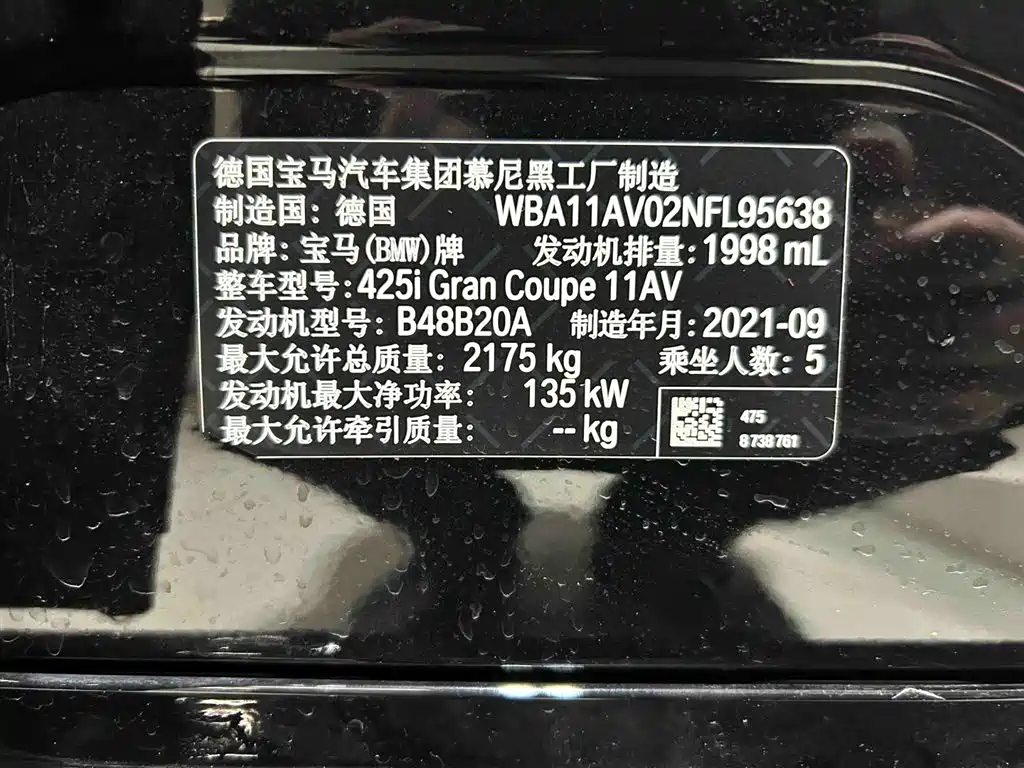 德国宝马汽车集团慕尼黑工厂制造
制造国: 德国 WBA11AV02NFL95638
品牌: 宝马(BMW)牌 发动机排量: 1998 mL
整车型号: 425i Gran Coupe 11AV
发动机型号: B48B20A 制造年月: 2021-09
最大允许总质量: 2175 kg 乘坐人数: 5
发动机最大净功率: 135 kW
最大允许牵引质量: -- kg
475
8738761